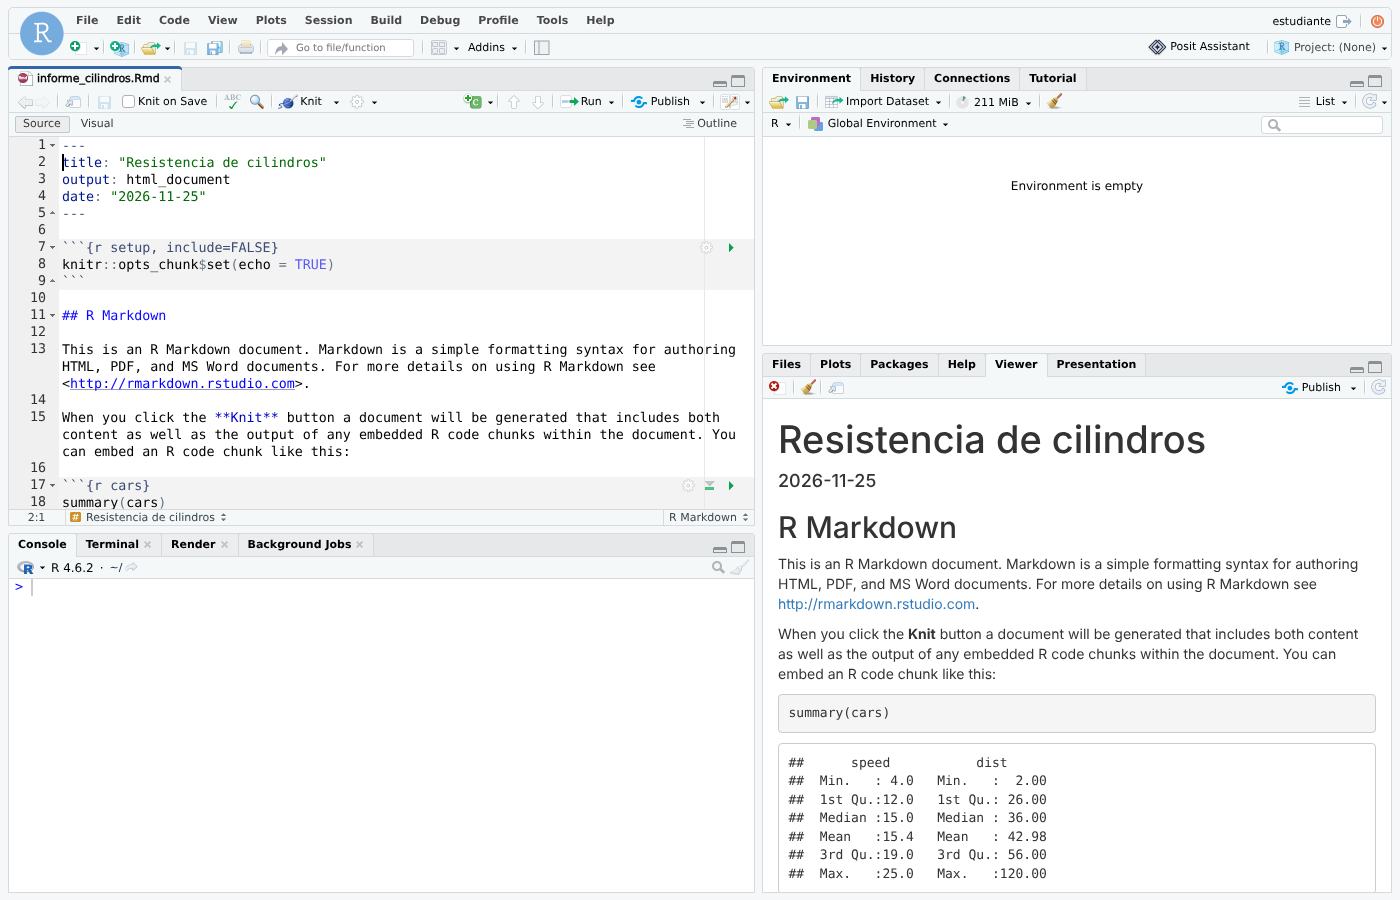 File Edit Code View Plots Session Build Debug Profile Tools Help
estudiante
Go to file/function
Addins
Posit Assistant
Project: (None)
informe_cilindros.Rmd
Knit on Save
ABC
Knit
Run
Publish
Source Visual
Outline
1 ---
2 title: "Resistencia de cilindros"
3 output: html_document
4 date: "2026-11-25"
5 ---
6
7 ```{r setup, include=FALSE}
8 knitr::opts_chunk$set(echo = TRUE)
9 ```
10
11 ## R Markdown
12
13 This is an R Markdown document. Markdown is a simple formatting syntax for authoring
HTML, PDF, and MS Word documents. For more details on using R Markdown see
<http://rmarkdown.rstudio.com>.
14
15 When you click the **Knit** button a document will be generated that includes both
content as well as the output of any embedded R code chunks within the document. You
can embed an R code chunk like this:
16
17 ```{r cars}
18 summary(cars)
2:1 # Resistencia de cilindros
R Markdown
Console Terminal Render Background Jobs
R 4.6.2 · ~/
>
Environment History Connections Tutorial
Import Dataset
211 MiB
List
R Global Environment
Environment is empty
Files Plots Packages Help Viewer Presentation
Publish
Resistencia de cilindros
2026-11-25
R Markdown
This is an R Markdown document. Markdown is a simple formatting syntax for authoring
HTML, PDF, and MS Word documents. For more details on using R Markdown see
http://rmarkdown.rstudio.com.
When you click the Knit button a document will be generated that includes both content
as well as the output of any embedded R code chunks within the document. You can
embed an R code chunk like this:
summary(cars)
##      speed           dist
##  Min.   : 4.0   Min.   :  2.00
##  1st Qu.:12.0   1st Qu.: 26.00
##  Median :15.0   Median : 36.00
##  Mean   :15.4   Mean   : 42.98
##  3rd Qu.:19.0   3rd Qu.: 56.00
##  Max.   :25.0   Max.   :120.00